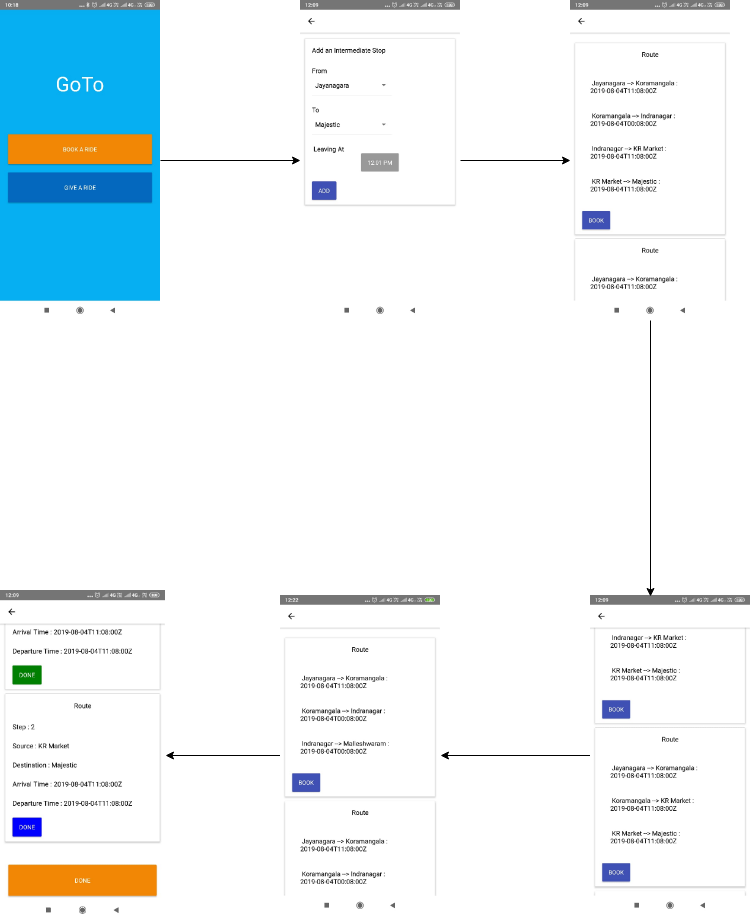 10:18
GoTo
BOOK A RIDE
GIVE A RIDE
12:09
Add an Intermediate Stop
From
Jayanagara
To
Majestic
Leaving At
12:01 PM
ADD
12:09
Route
Jayanagara --> Koramangala :
2019-08-04T11:08:00Z
Koramangala --> Indranagar :
2019-08-04T00:08:00Z
Indranagar --> KR Market :
2019-08-04T11:08:00Z
KR Market --> Majestic :
2019-08-04T11:08:00Z
BOOK
Route
Jayanagara --> Koramangala :
2019-08-04T11:08:00Z
12:09
Indranagar --> KR Market :
2019-08-04T11:08:00Z
KR Market --> Majestic :
2019-08-04T11:08:00Z
BOOK
Route
Jayanagara --> Koramangala :
2019-08-04T11:08:00Z
Koramangala --> KR Market :
2019-08-04T11:08:00Z
KR Market --> Majestic :
2019-08-04T11:08:00Z
BOOK
12:22
Route
Jayanagara --> Koramangala :
2019-08-04T11:08:00Z
Koramangala --> Indranagar :
2019-08-04T00:08:00Z
Indranagar --> Malleshwaram :
2019-08-04T00:08:00Z
BOOK
Route
Jayanagara --> Koramangala :
2019-08-04T11:08:00Z
Koramangala --> Indranagar :
2019-08-04T00:08:00Z
12:09
Arrival Time : 2019-08-04T11:08:00Z
Departure Time : 2019-08-04T11:08:00Z
DONE
Route
Step : 2
Source : KR Market
Destination : Majestic
Arrival Time : 2019-08-04T11:08:00Z
Departure Time : 2019-08-04T11:08:00Z
DONE
DONE